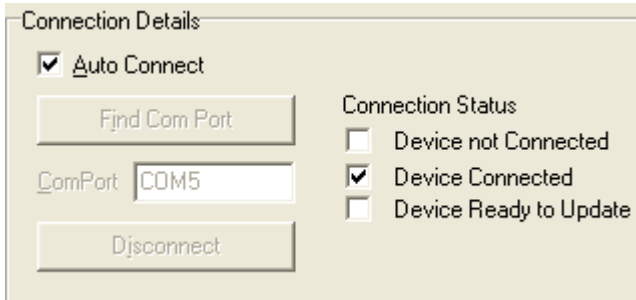 Connection Details
Auto Connect
Find Com Port
ComPort COM5
Disconnect
Connection Status
Device not Connected
Device Connected
Device Ready to Update